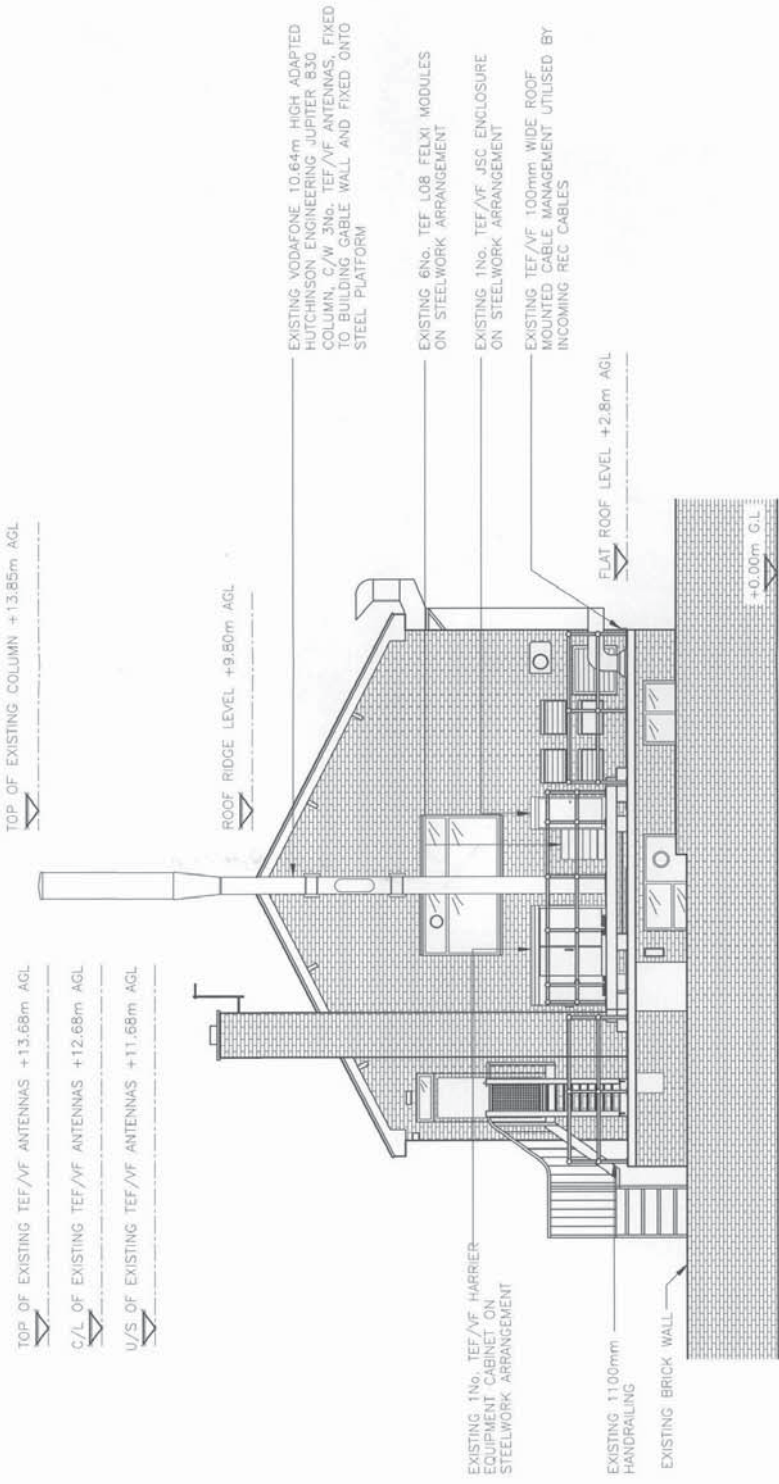 TOP OF EXISTING TEF/VF ANTENNAS +13.68m AGL
C/L OF EXISTING TEF/VF ANTENNAS +12.68m AGL
U/S OF EXISTING TEF/VF ANTENNAS +11.68m AGL
TOP OF EXISTING COLUMN +13.85m AGL
ROOF RIDGE LEVEL +9.80m AGL
EXISTING VODAFONE 10.64m HIGH ADAPTED
HUTCHINSON ENGINEERING JUPITER 830
COLUMN, C/W 3No. TEF/VF ANTENNAS, FIXED
TO BUILDING GABLE WALL AND FIXED ONTO
STEEL PLATFORM
EXISTING 6No. TEF L08 FELXI MODULES
ON STEELWORK ARRANGEMENT
EXISTING 1No. TEF/VF JSC ENCLOSURE
ON STEELWORK ARRANGEMENT
EXISTING TEF/VF 100mm WIDE ROOF
MOUNTED CABLE MANAGEMENT UTILISED BY
INCOMING REC CABLES
FLAT ROOF LEVEL +2.8m AGL
+0.00m G.L
EXISTING 1No. TEF/VF HARRIER
EQUIPMENT CABINET ON
STEELWORK ARRANGEMENT
EXISTING 1100mm
HANDRAILING
EXISTING BRICK WALL